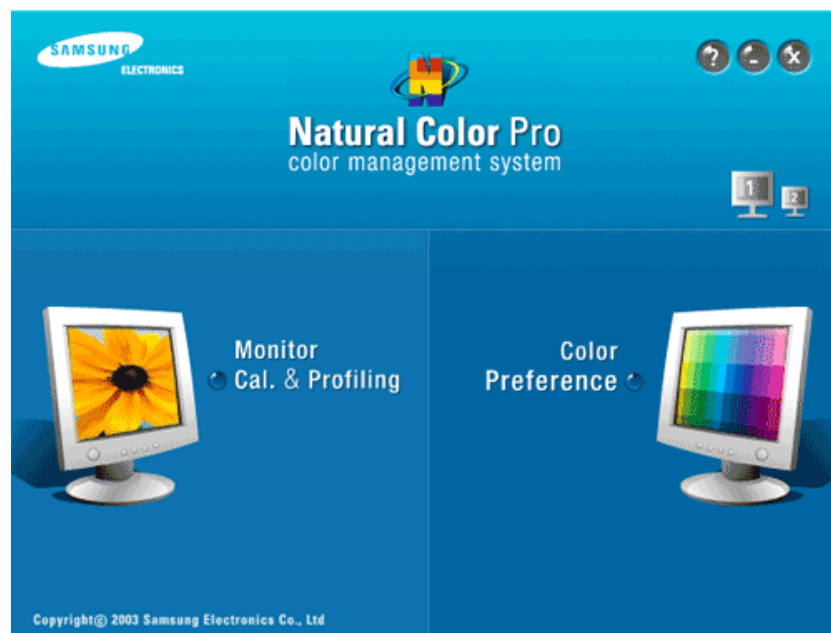 SAMSUNG
ELECTRONICS
?
-
x
N
Natural Color Pro
color management system
1
2
Monitor
Cal. & Profiling
Color
Preference
Copyright© 2003 Samsung Electronics Co., Ltd